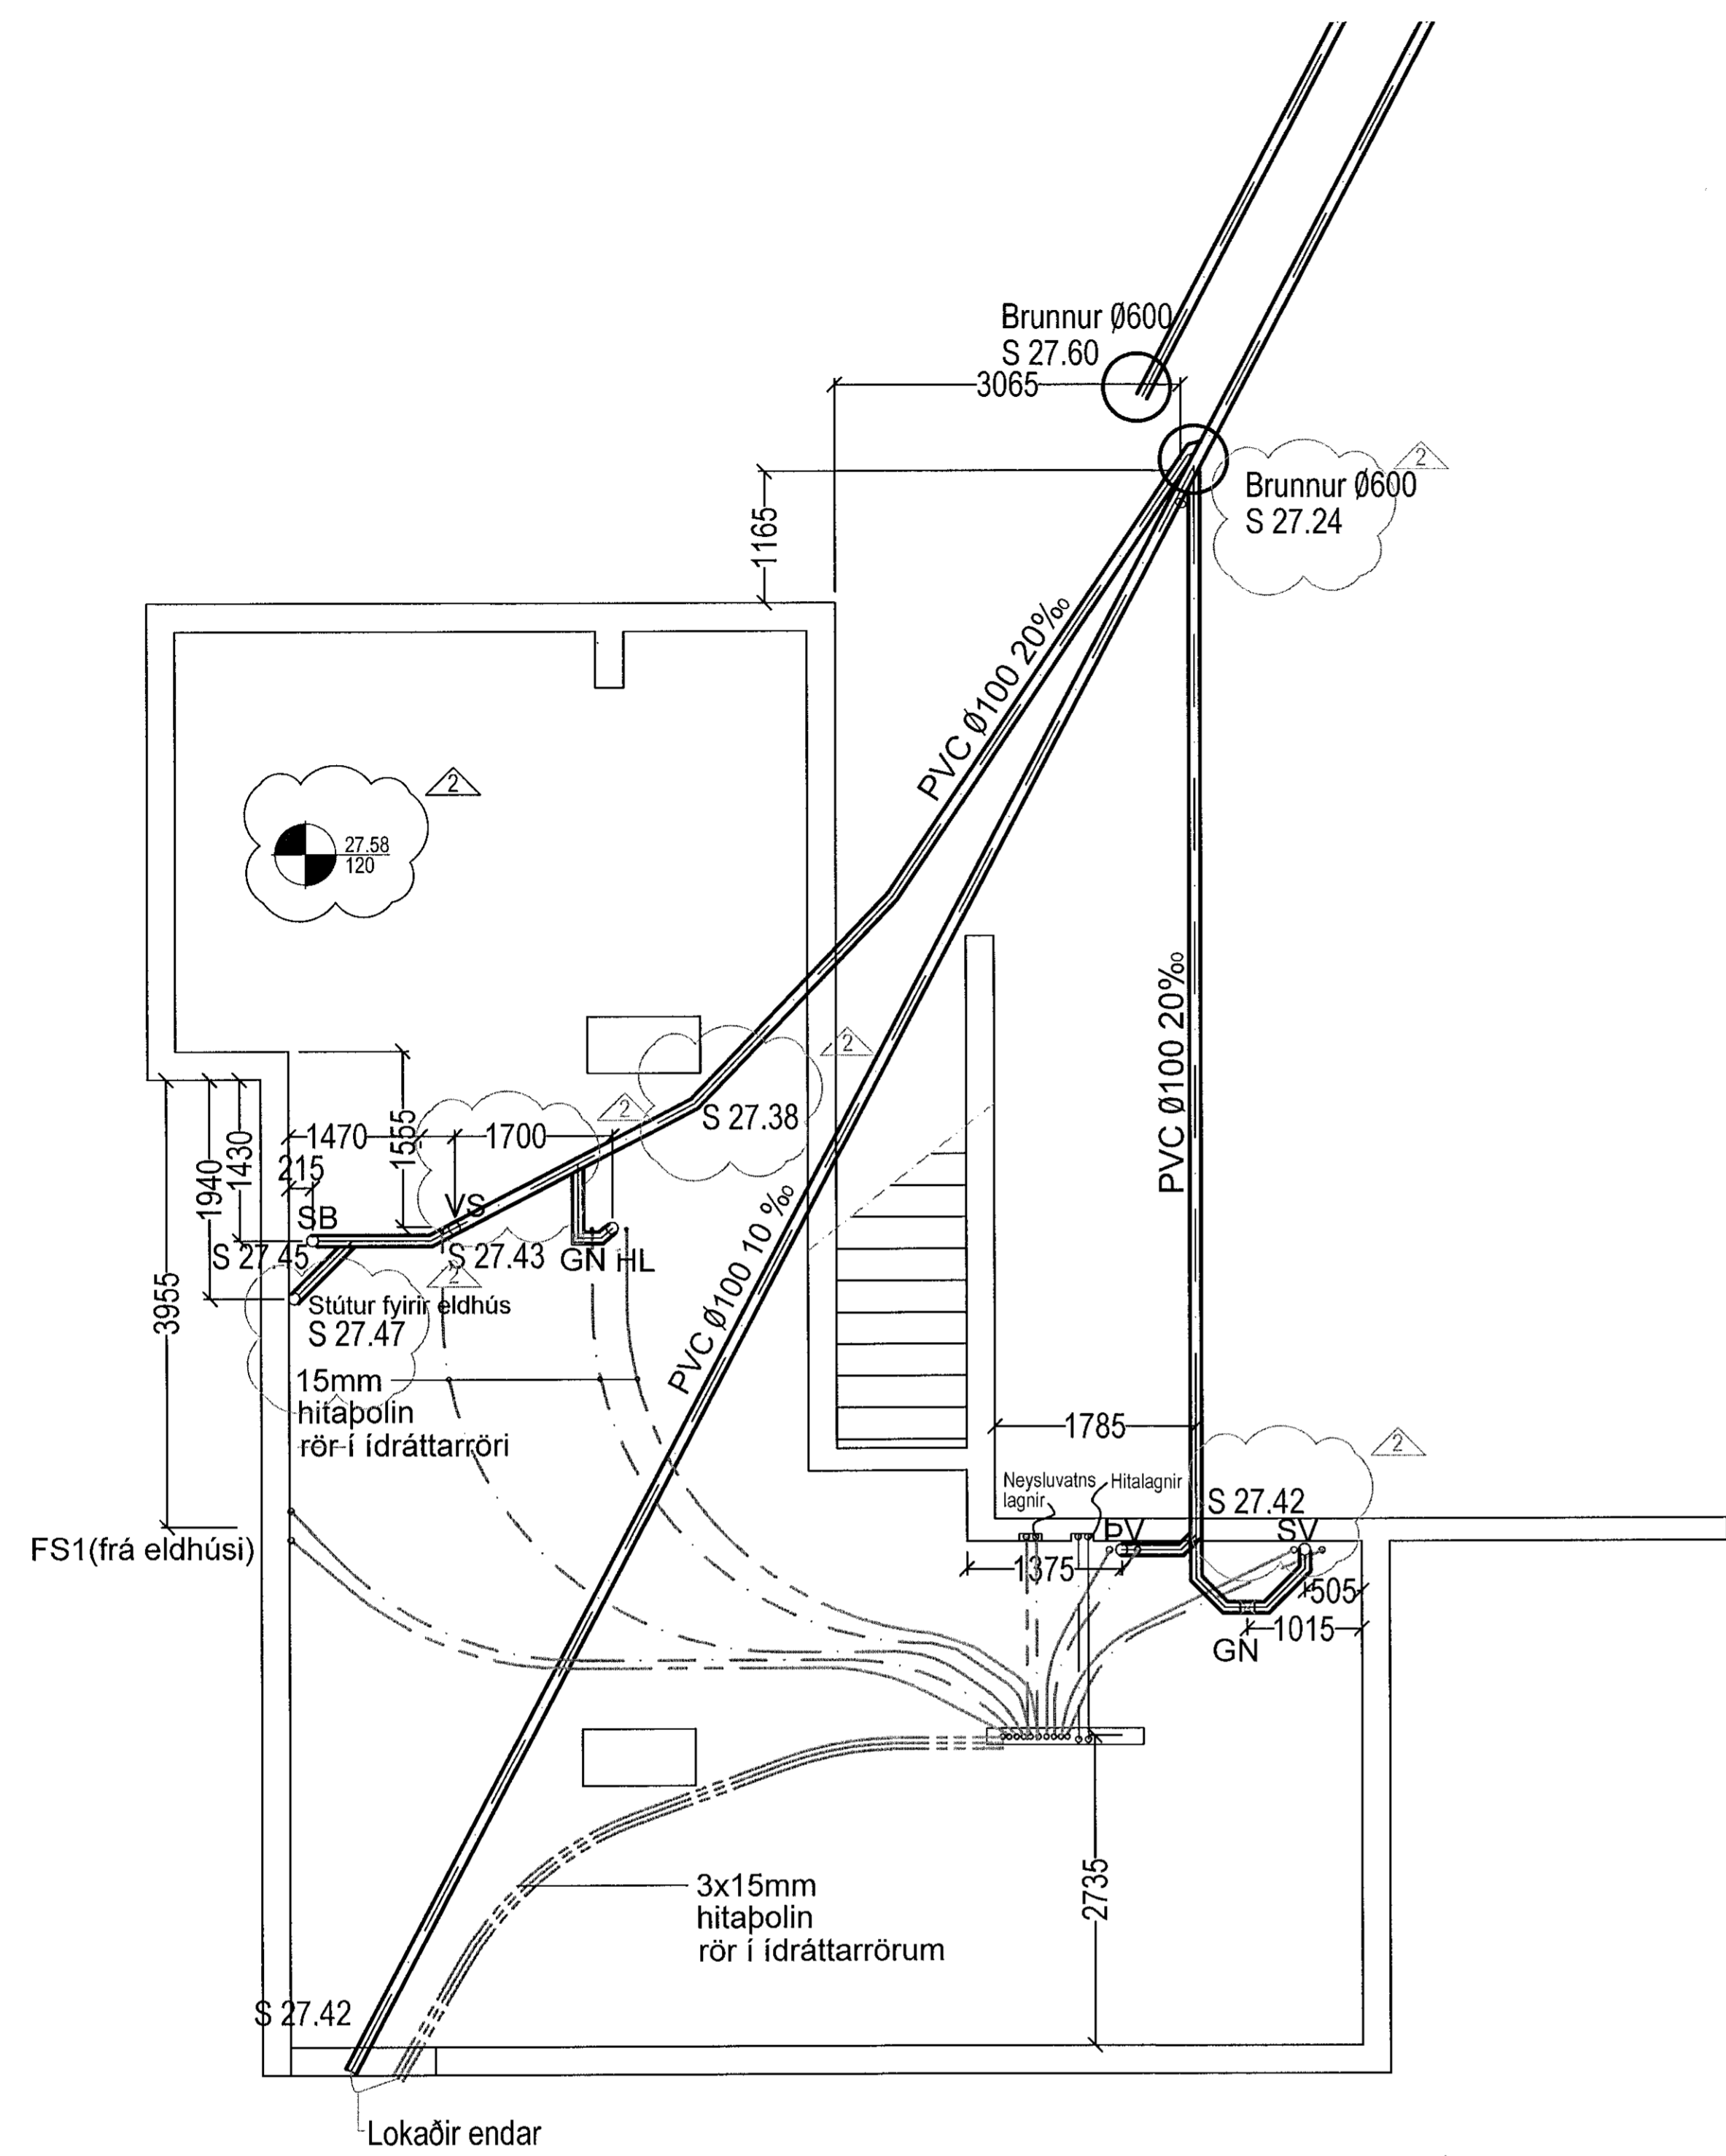 Brunnur Ø600
S 27.60
3065
2
Brunnur Ø600
S 27.24
1165
PVC Ø100 20‰
2
27.58
120
PVC Ø100 20‰
2
2
S 27.38
1470
1555
1700
1430
1940
215
3955
SB
VS
S 27.45
S 27.43
GN HL
2
Stútur fyirir eldhús
S 27.47
PVC Ø100 10 ‰
15mm
hitaþolin
rör í ídráttarröri
1785
2
Neysluvatns
lagnir
Hitalagnir
S 27.42
ÞV
SV
FS1(frá eldhúsi)
1375
505
1015
GN
2735
3x15mm
hitaþolin
rör í ídráttarrörum
S 27.42
Lokaðir endar